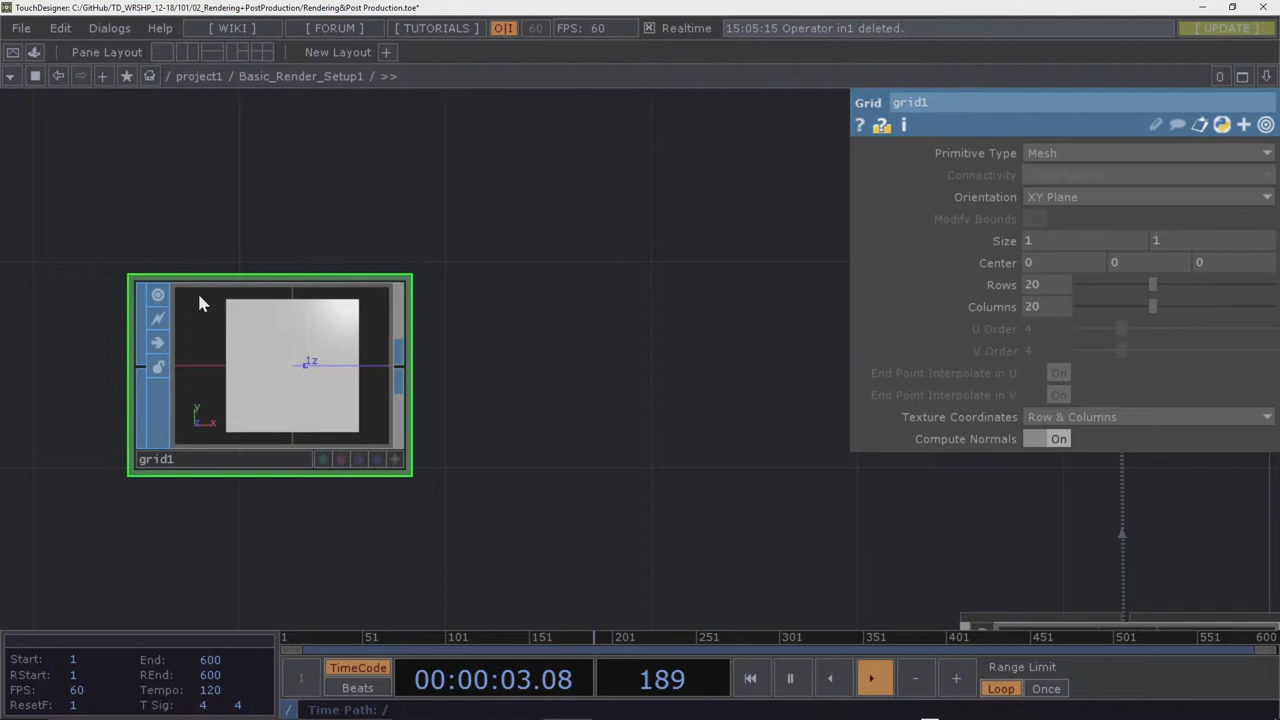 TouchDesigner: C:/GitHub/TD_WRSHP_12-18/101/02_Rendering+PostProduction/Rendering&Post Production.toe*
File Edit Dialogs [ WIKI ] [ FORUM ] [ TUTORIALS ] O|I 60 FPS: 60 Realtime 15:05:15 Operator in1 deleted. [ UPDATE ]
Pane Layout New Layout +
/ project1 / Basic_Render_Setup1 / >> 0
Grid grid1
? ? i
Primitive Type Mesh
Connectivity
Orientation XY Plane
Modify Bounds
Size 1 1
Center 0 0 0
Rows 20
Columns 20
U Order 4
V Order 4
End Point Interpolate in U On
End Point Interpolate in V On
Texture Coordinates Row & Columns
Compute Normals On
1z
y
z x
grid1
1 51 101 151 201 251 301 351 401 451 501 551 600
Start: 1 End: 600
RStart: 1 REnd: 600
FPS: 60 Tempo: 120
ResetF: 1 T Sig: 4 4
1 TimeCode Beats 00:00:03.08 189 - + Range Limit
Loop Once
/ Time Path: /